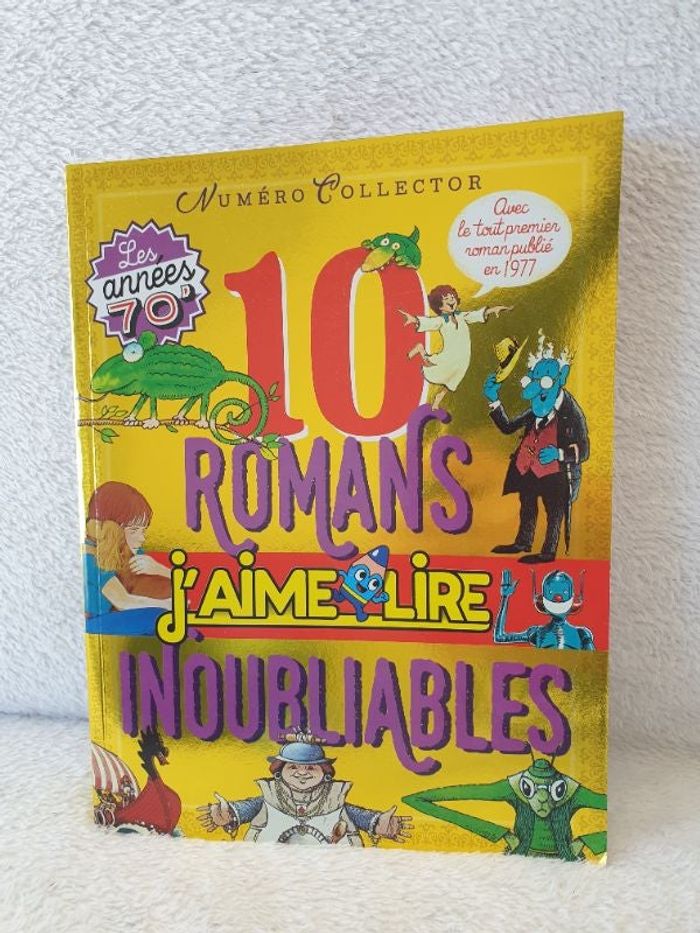 Numéro Collector
Les
années
70'
Avec
le tout premier
roman publié
en 1977
10
ROMANS
j'AIME LIRE
INOUBLIABLES